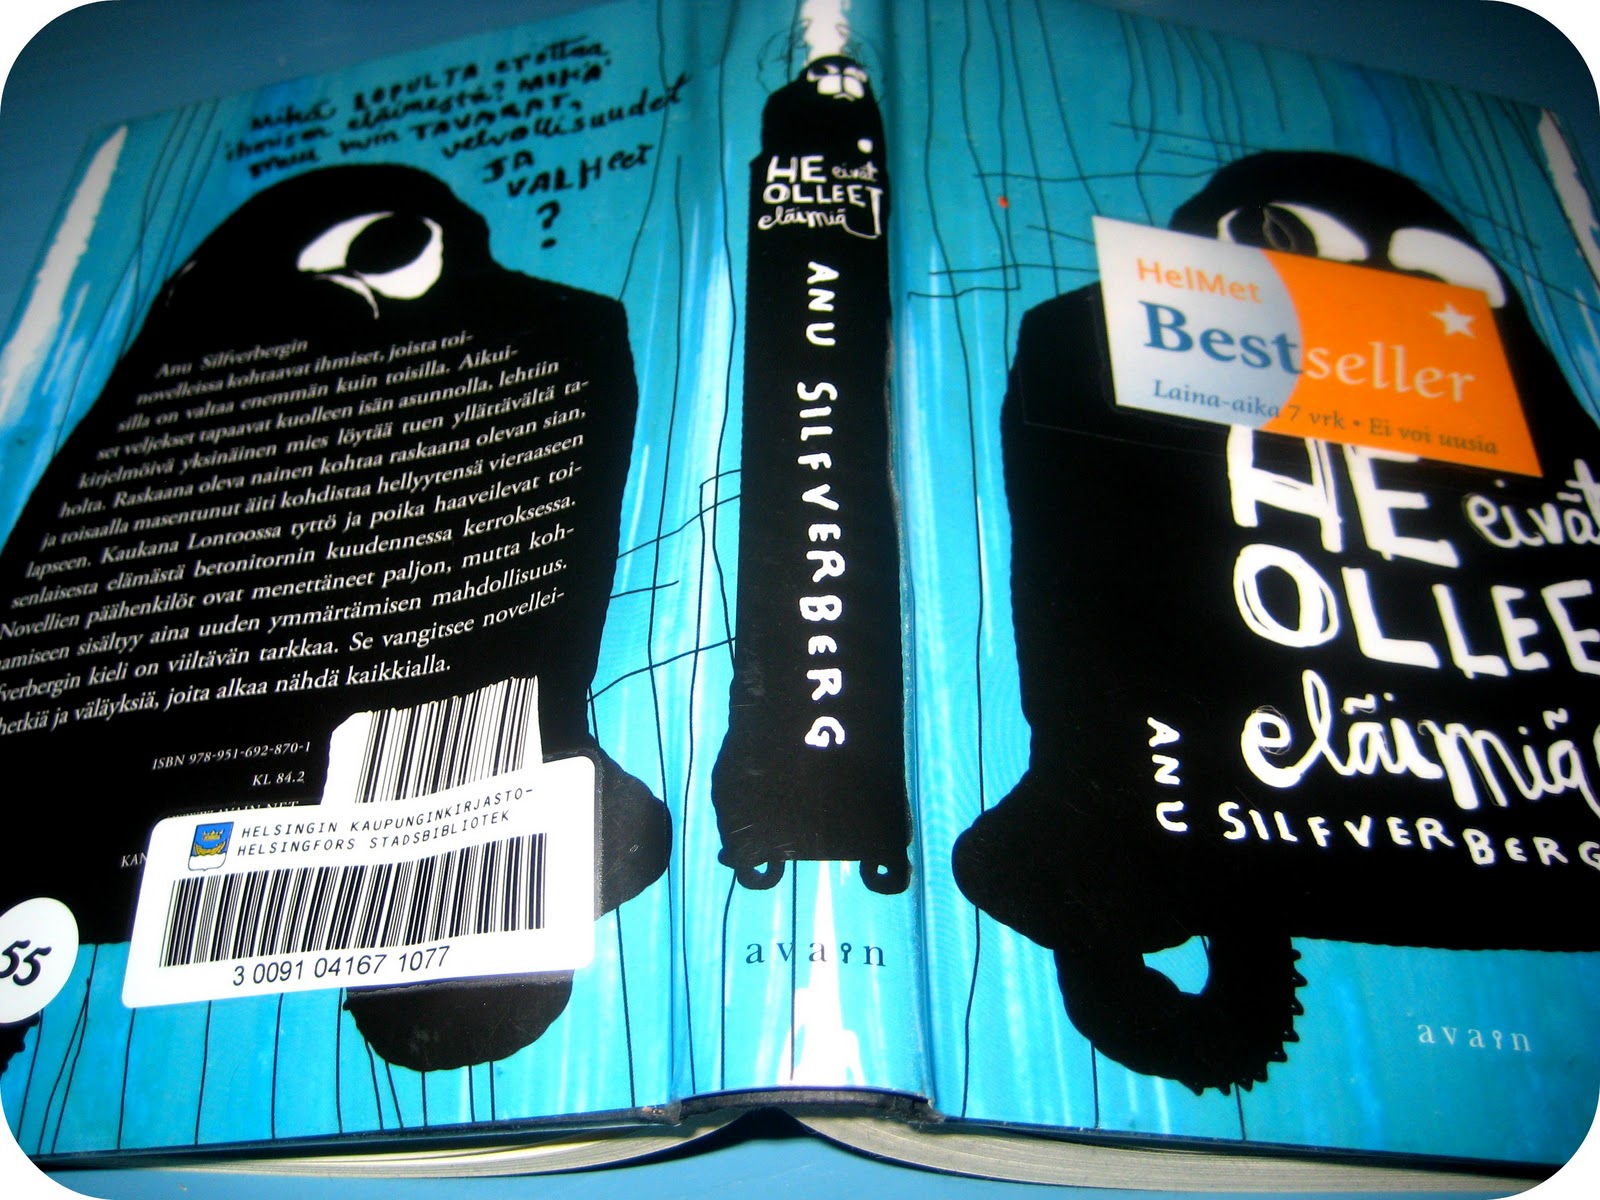 Mikä LOPULTA erottaa
ihmisen eläimestä? MIKÄ
muu kuin TAVARAT,
velvollisuudet
JA
VALHeet
?
Anu Silfverbergin
novelleissa kohtaavat ihmiset, joista toi-
silla on valtaa enemmän kuin toisilla. Aikui-
set veljekset tapaavat kuolleen isän asunnolla, lehtiin
kirjelmöivä yksinäinen mies löytää tuen yllättävältä ta-
holta. Raskaana oleva nainen kohtaa raskaana olevan sian,
ja toisaalla masentunut äiti kohdistaa hellyytensä vieraaseen
lapseen. Kaukana Lontoossa tyttö ja poika haaveilevat toi-
senlaisesta elämästä betonitornin kuudennessa kerroksessa.
Novellien päähenkilöt ovat menettäneet paljon, mutta koh-
aamiseen sisältyy aina uuden ymmärtämisen mahdollisuus.
fverbergin kieli on viiltävän tarkkaa. Se vangitsee novellei-
hetkiä ja väläyksiä, joita alkaa nähdä kaikkialla.
ISBN 978-951-692-870-1
KL 84.2
KAN
HELSINGIN KAUPUNGINKIRJASTO-
HELSINGFORS STADSBIBLIOTEK
3 0091 04167 1077
55
HE eivät
OLLEET
eläimiä
ANU SILFVERBERG
avain
HelMet
Bestseller
Laina-aika 7 vrk • Ei voi uusia
HE eivät
OLLEE
eläimiä
ANU SILFVERBERG
avain